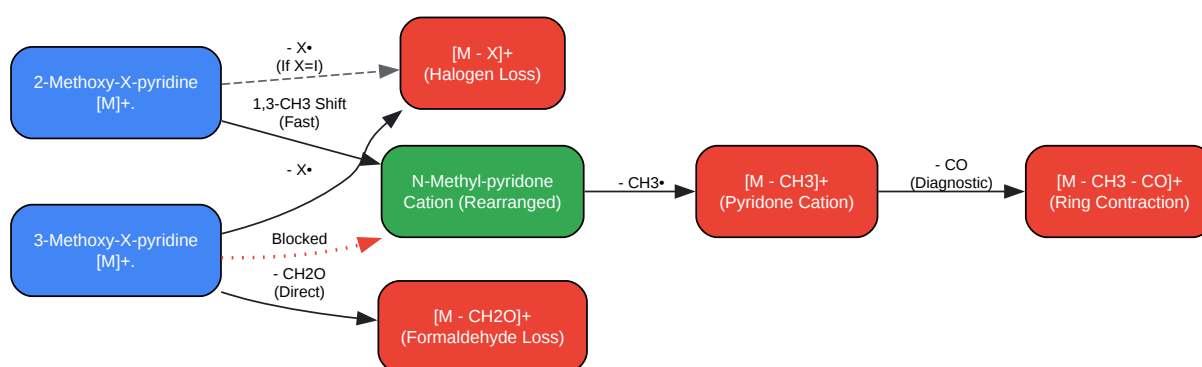 2-Methoxy-X-pyridine
[M]+.
- X•
(If X=I)
[M - X]+
(Halogen Loss)
1,3-CH3 Shift
(Fast)
- X•
N-Methyl-pyridone
Cation (Rearranged)
- CH3•
[M - CH3]+
(Pyridone Cation)
- CO
(Diagnostic)
[M - CH3 - CO]+
(Ring Contraction)
3-Methoxy-X-pyridine
[M]+.
Blocked
- CH2O
(Direct)
[M - CH2O]+
(Formaldehyde Loss)